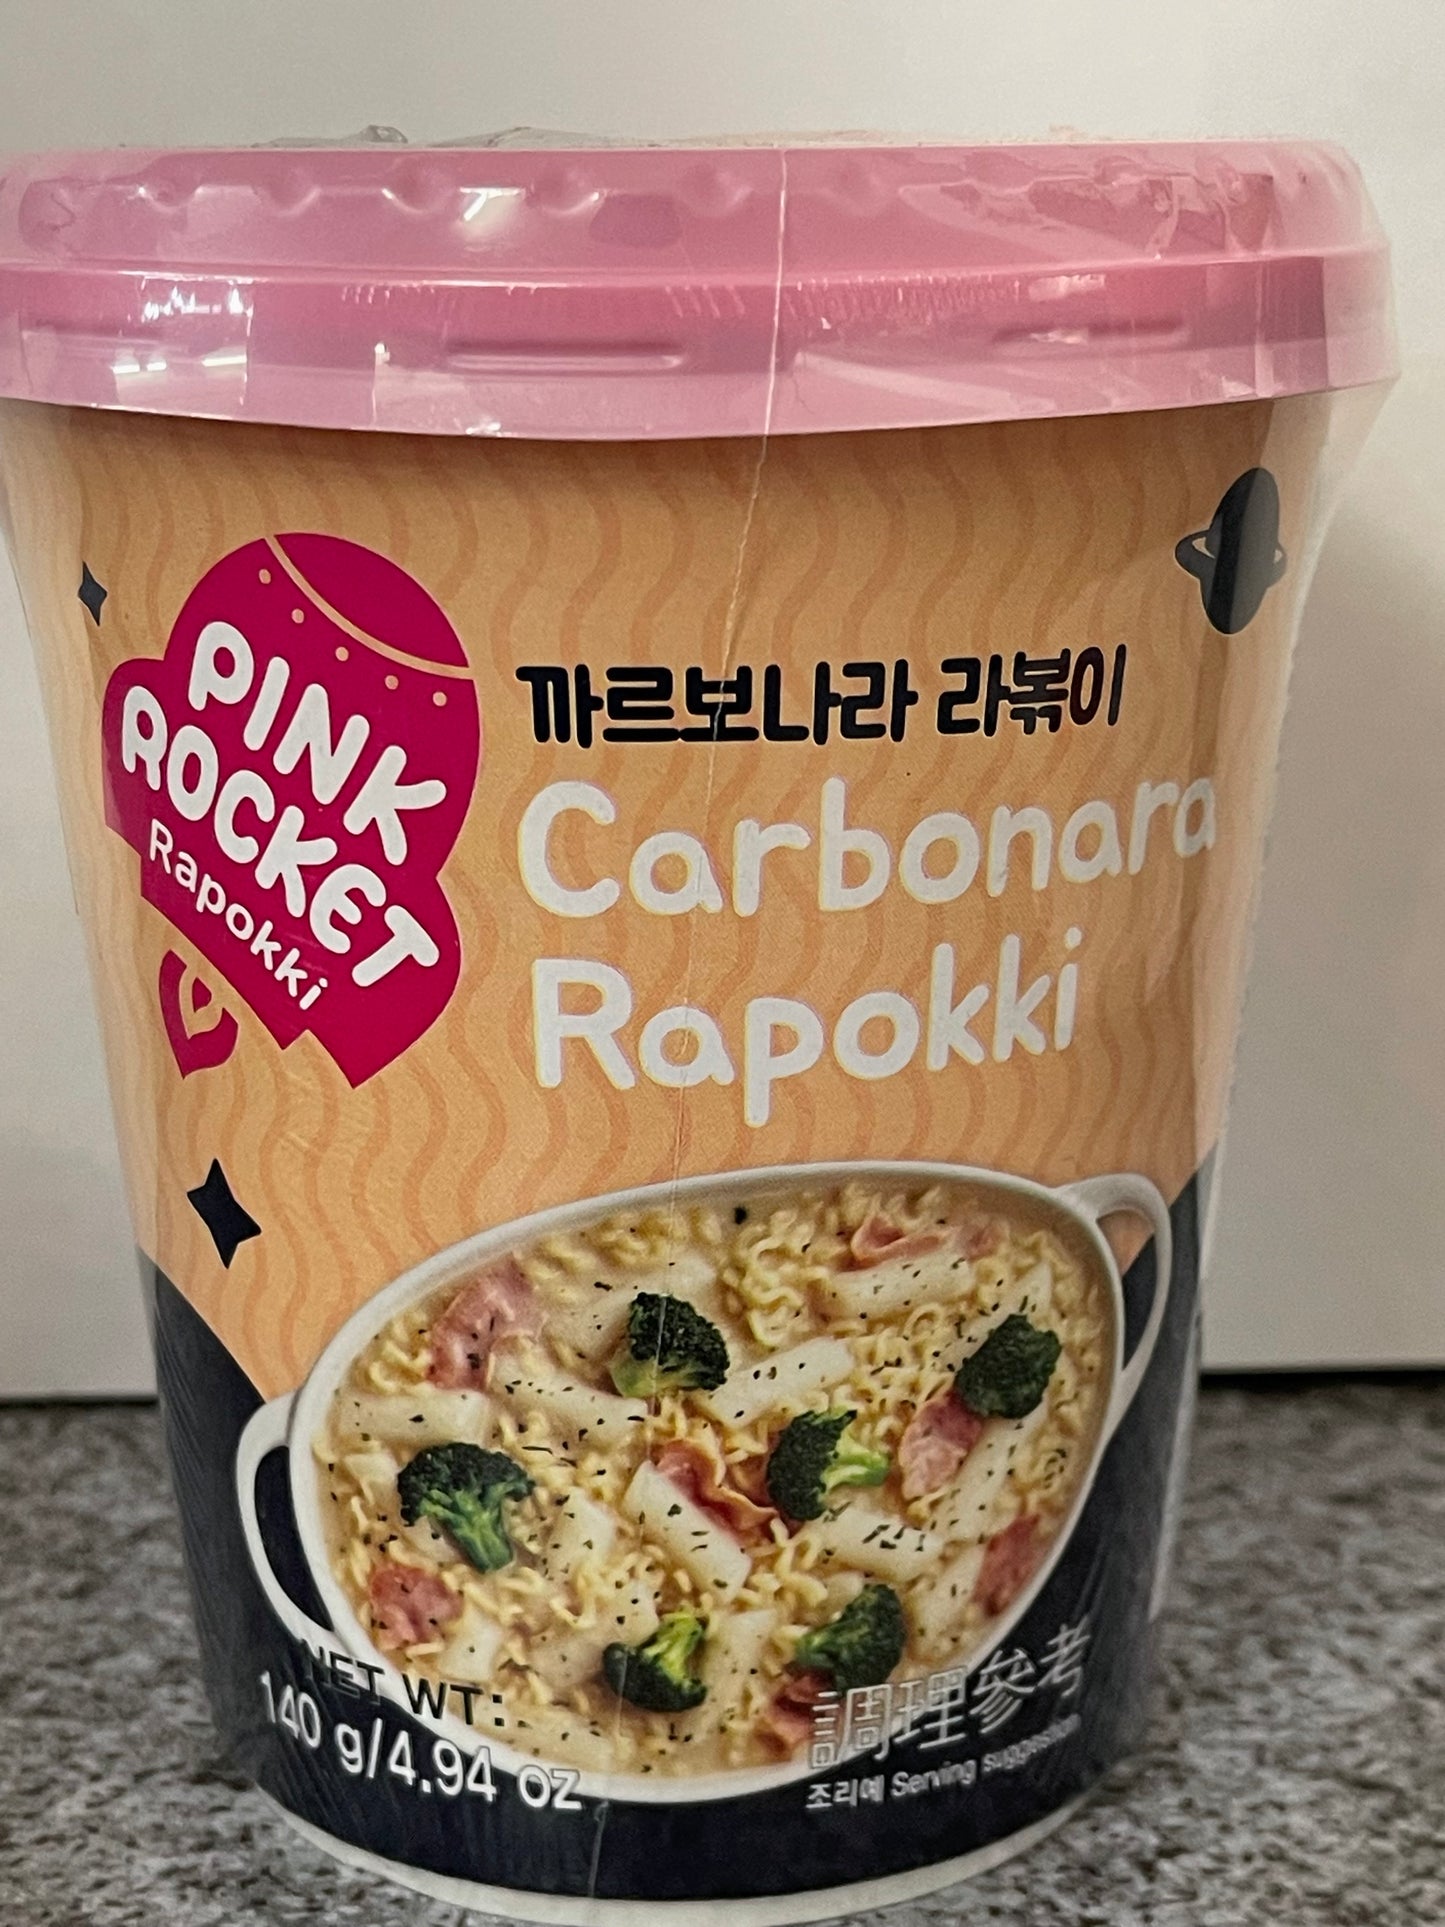 PINK
ROCKET
Rapokki
까르보나라 라볶이
Carbonara
Rapokki
NET WT:
140 g/4.94 oz
調理參考
조리예 Serving suggestion